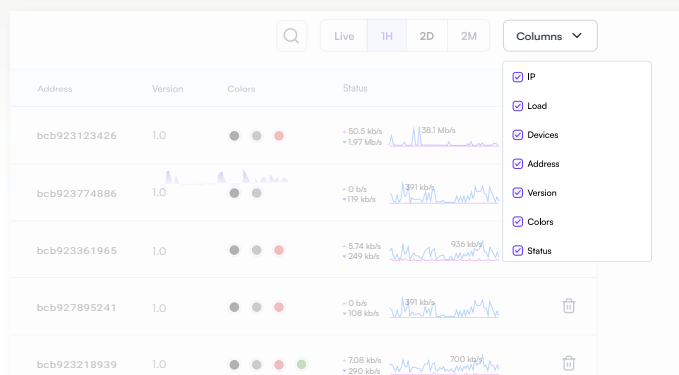 Live 1H 2D 2M Columns
IP
Load
Devices
Address
Version
Colors
Status
Address Version Colors Status
bcb923123426 1.0 50.5 kb/s 38.1 Mb/s
1.97 Mb/s
bcb923774886 1.0 0 b/s 391 kb/s
119 kb/s
bcb923361965 1.0 5.74 kb/s 936 kb/s
249 kb/s
bcb927895241 1.0 0 b/s 391 kb/s
108 kb/s
bcb923218939 1.0 7.08 kb/s 700 kb/s
290 kb/s